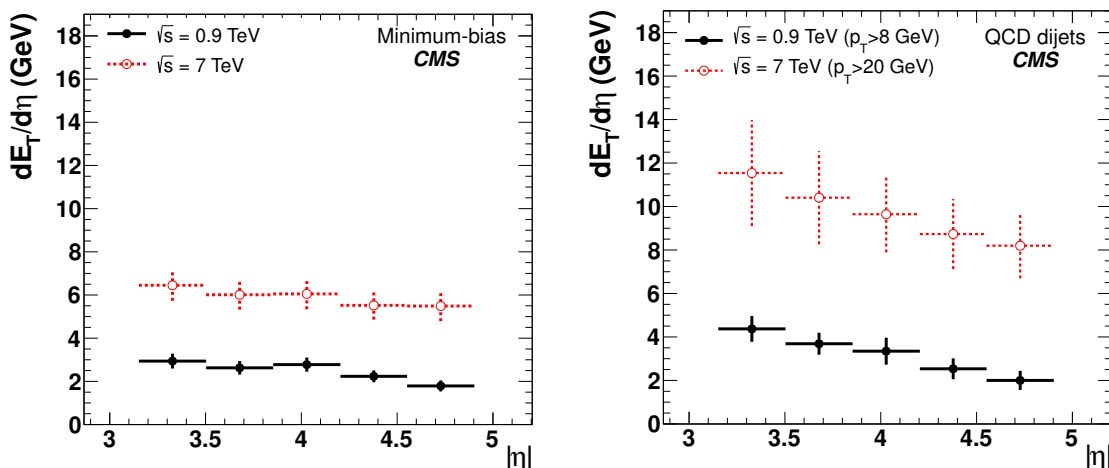 18
16
14
12
10
8
6
4
2
0
dE_T/dη (GeV)
√s = 0.9 TeV
√s = 7 TeV
Minimum-bias
CMS
3 3.5 4 4.5 5
|η|
18
16
14
12
10
8
6
4
2
0
dE_T/dη (GeV)
√s = 0.9 TeV (p_T>8 GeV)
√s = 7 TeV (p_T>20 GeV)
QCD dijets
CMS
3 3.5 4 4.5 5
|η|